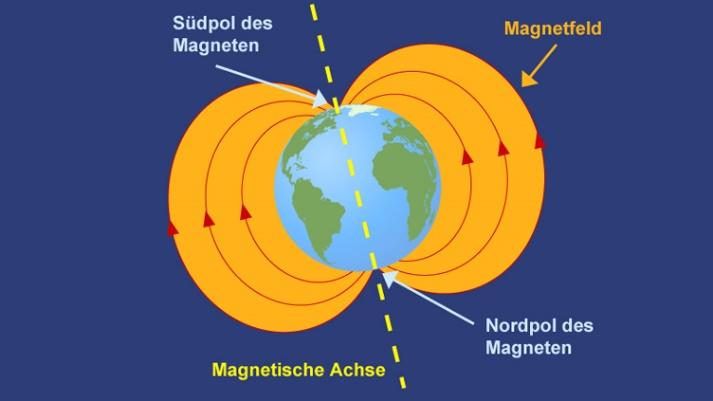 Südpol des
Magneten
Magnetfeld
Nordpol des
Magneten
Magnetische Achse